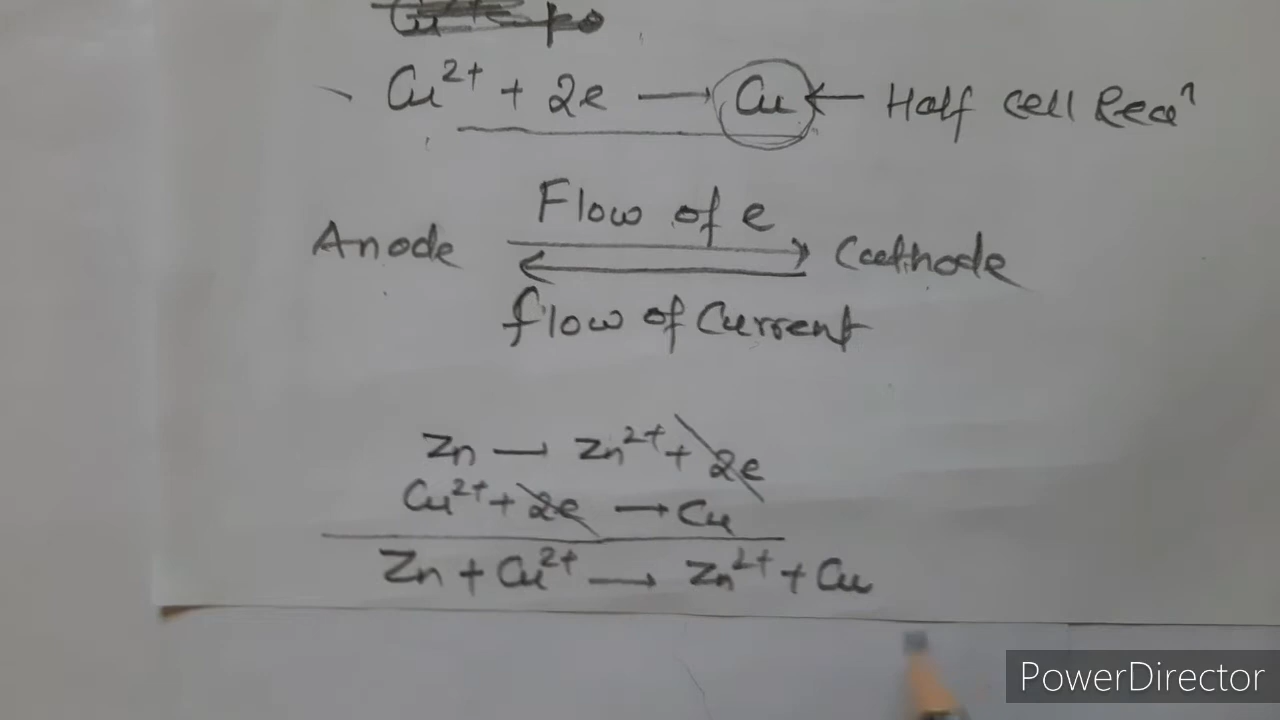 Cu²⁺ + 2e → Cu ← Half Cell Reaⁿ
Flow of e
Anode ⇄ Cathode
flow of Current
Zn → Zn²⁺ + 2e
Cu²⁺ + 2e → Cu
Zn + Cu²⁺ → Zn²⁺ + Cu
PowerDirector